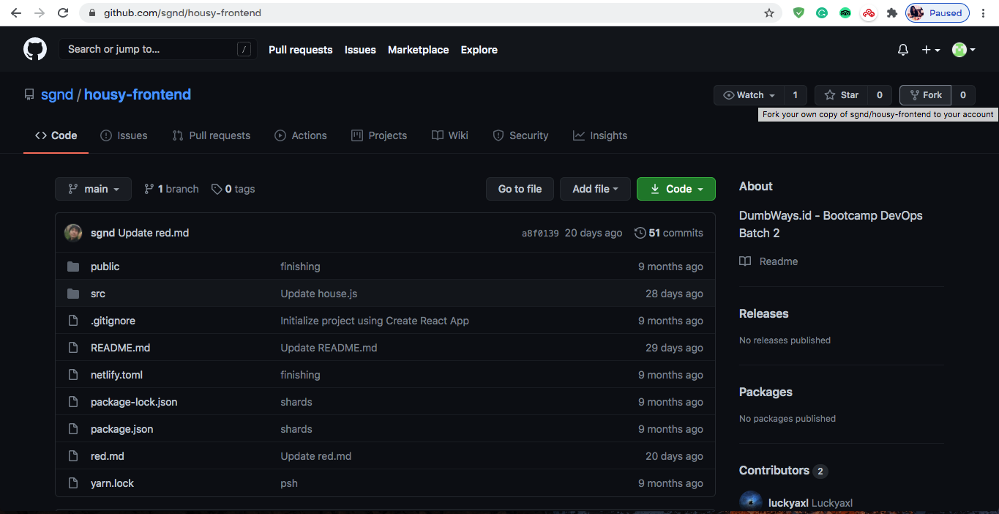 github.com/sgnd/housy-frontend
Paused
Search or jump to...
/
Pull requests Issues Marketplace Explore
sgnd / housy-frontend
Watch 1 Star 0 Fork 0
Fork your own copy of sgnd/housy-frontend to your account
Code Issues Pull requests Actions Projects Wiki Security Insights
main 1 branch 0 tags Go to file Add file Code
sgnd Update red.md a8f0139 20 days ago 51 commits
public finishing 9 months ago
src Update house.js 28 days ago
.gitignore Initialize project using Create React App 9 months ago
README.md Update README.md 29 days ago
netlify.toml finishing 9 months ago
package-lock.json shards 9 months ago
package.json shards 9 months ago
red.md Update red.md 20 days ago
yarn.lock psh 9 months ago
About
DumbWays.id - Bootcamp DevOps
Batch 2
Readme
Releases
No releases published
Packages
No packages published
Contributors 2
luckyaxl Luckyaxl